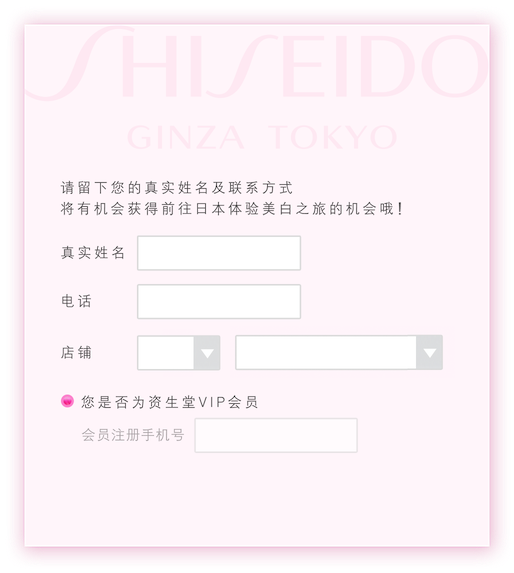 SHISEIDO
GINZA TOKYO
请留下您的真实姓名及联系方式
将有机会获得前往日本体验美白之旅的机会哦!
真实姓名
电话
店铺
您是否为资生堂VIP会员
会员注册手机号